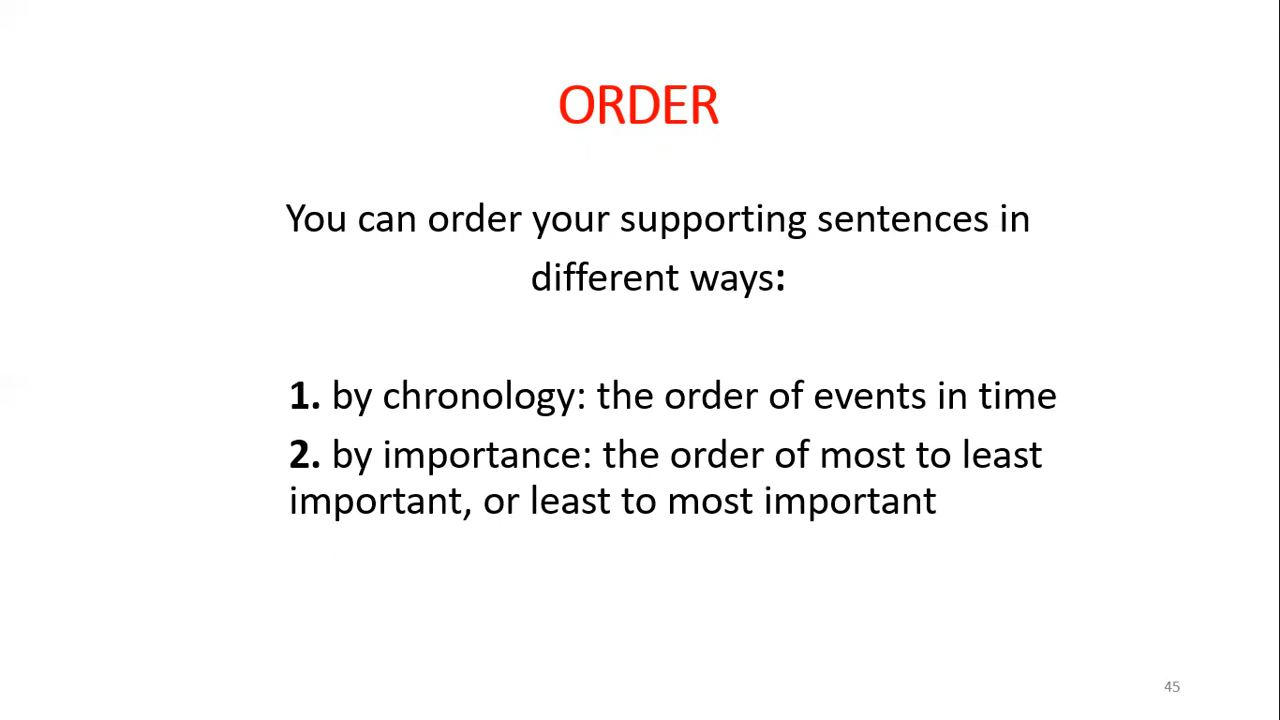 ORDER
You can order your supporting sentences in
different ways:
1. by chronology: the order of events in time
2. by importance: the order of most to least
important, or least to most important
45